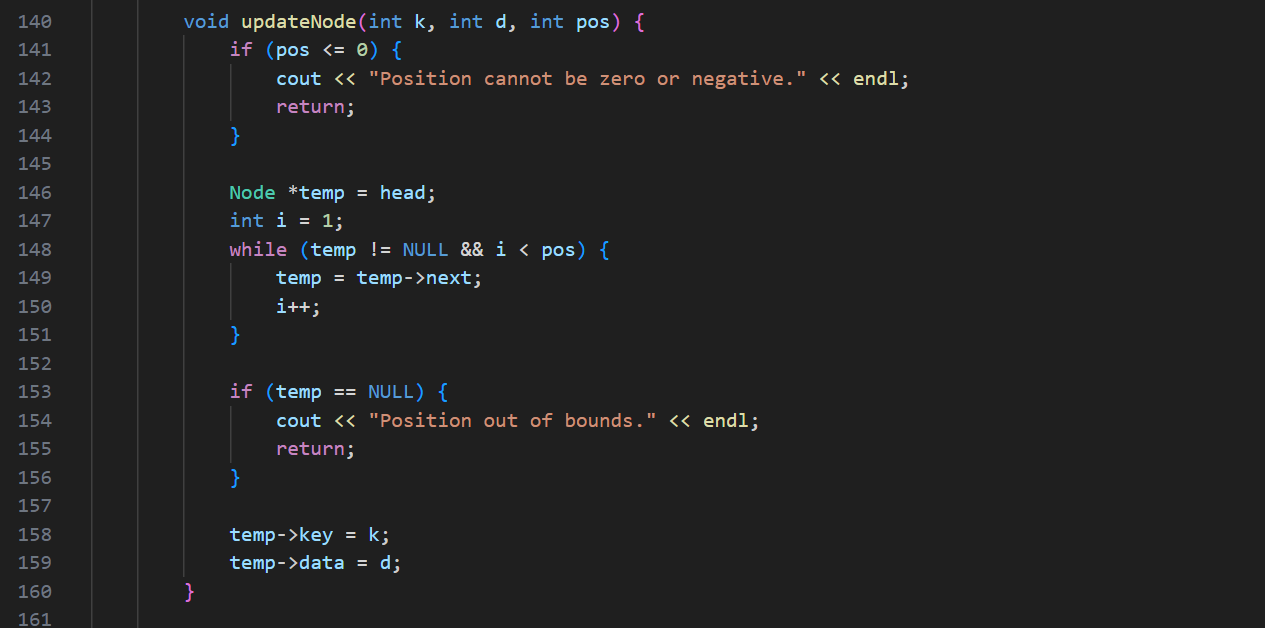 140 void updateNode(int k, int d, int pos) {
141 if (pos <= 0) {
142 cout << "Position cannot be zero or negative." << endl;
143 return;
144 }
145
146 Node *temp = head;
147 int i = 1;
148 while (temp != NULL && i < pos) {
149 temp = temp->next;
150 i++;
151 }
152
153 if (temp == NULL) {
154 cout << "Position out of bounds." << endl;
155 return;
156 }
157
158 temp->key = k;
159 temp->data = d;
160 }
161